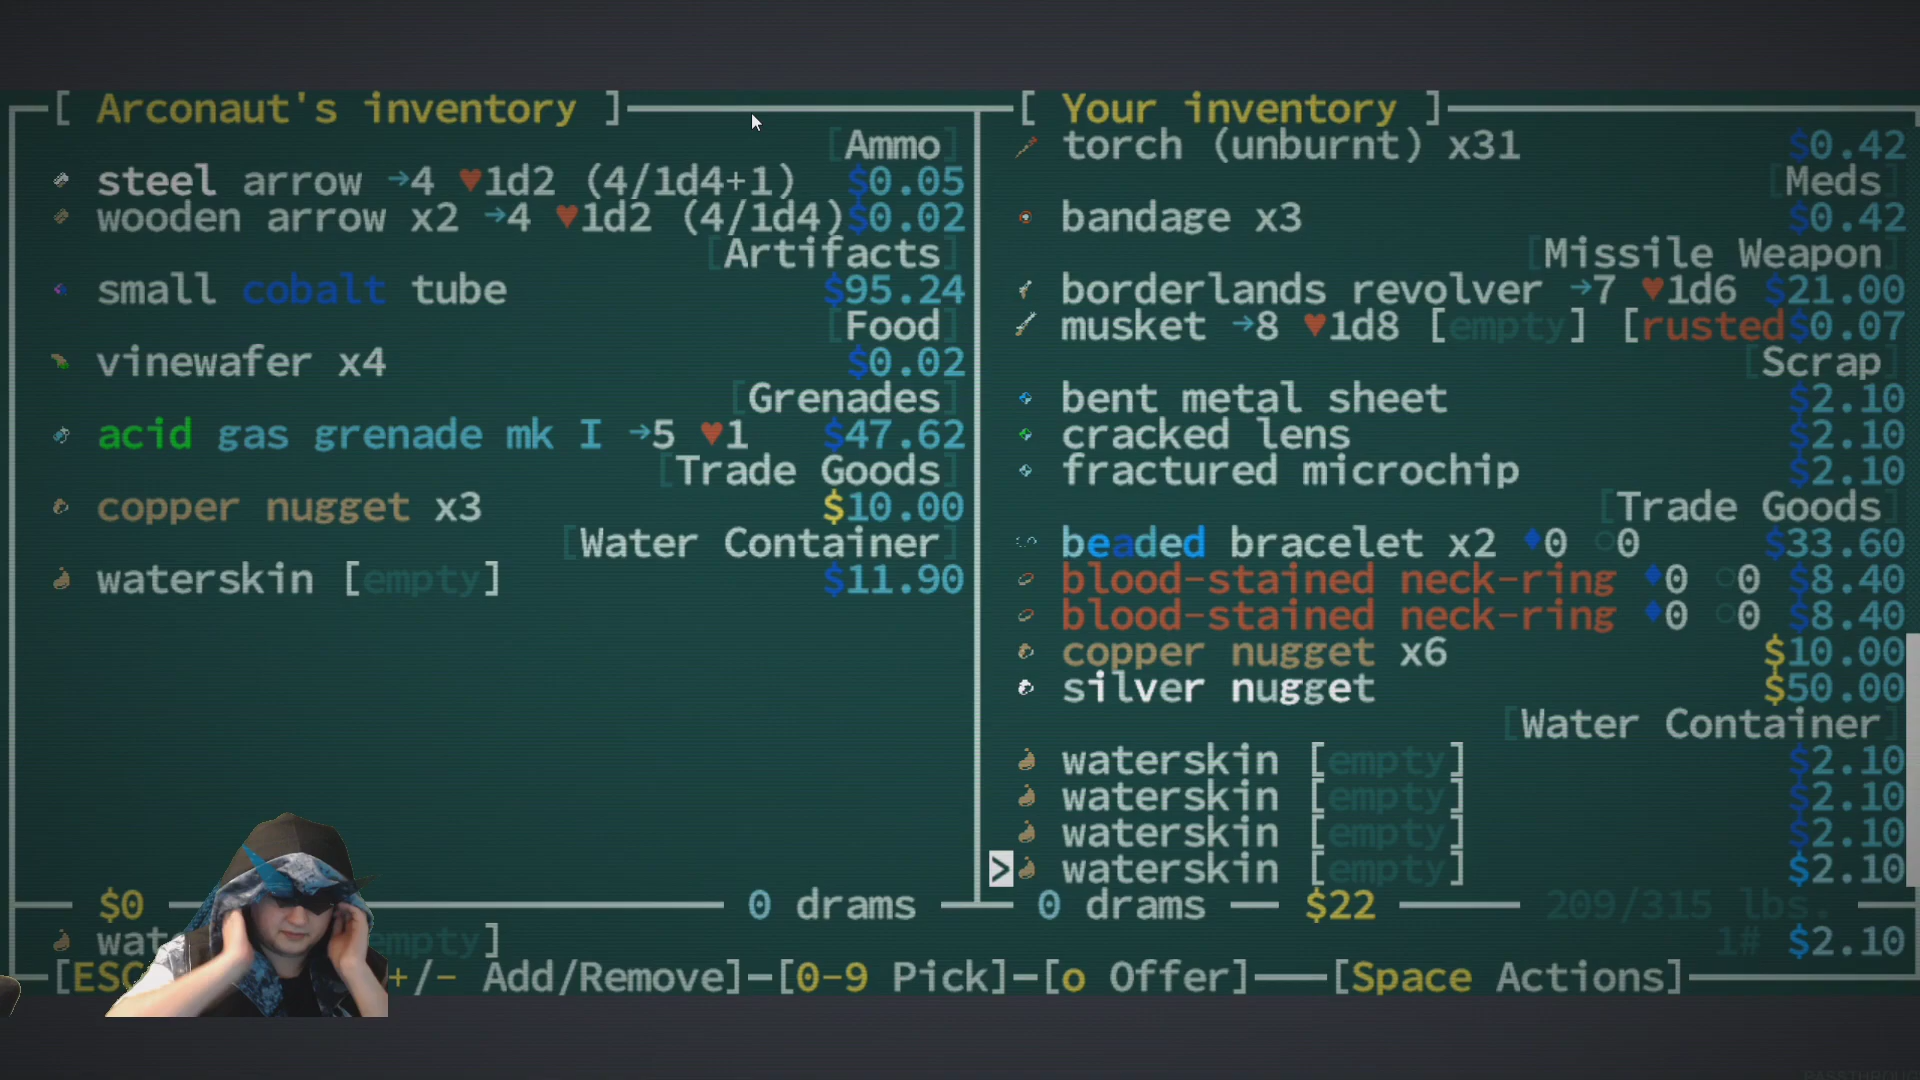 [ Arconaut's inventory ]
[Ammo]
steel arrow →4 ♥1d2 (4/1d4+1) $0.05
wooden arrow x2 →4 ♥1d2 (4/1d4) $0.02
[Artifacts]
small cobalt tube $95.24
[Food]
vinewafer x4 $0.02
[Grenades]
acid gas grenade mk I →5 ♥1 $47.62
[Trade Goods]
copper nugget x3 $10.00
[Water Container]
waterskin [empty] $11.90
$0 0 drams
[ Your inventory ]
torch (unburnt) x31 $0.42
[Meds]
bandage x3 $0.42
[Missile Weapon]
borderlands revolver →7 ♥1d6 $21.00
musket →8 ♥1d8 [empty] [rusted $0.07
[Scrap]
bent metal sheet $2.10
cracked lens $2.10
fractured microchip $2.10
[Trade Goods]
beaded bracelet x2 ♦0 ○0 $33.60
blood-stained neck-ring ♦0 ○0 $8.40
blood-stained neck-ring ♦0 ○0 $8.40
copper nugget x6 $10.00
silver nugget $50.00
[Water Container]
waterskin [empty] $2.10
waterskin [empty] $2.10
waterskin [empty] $2.10
> waterskin [empty] $2.10
0 drams $22 209/315 lbs.
empty] 1# $2.10
+/- Add/Remove] [0-9 Pick] [o Offer] [Space Actions]